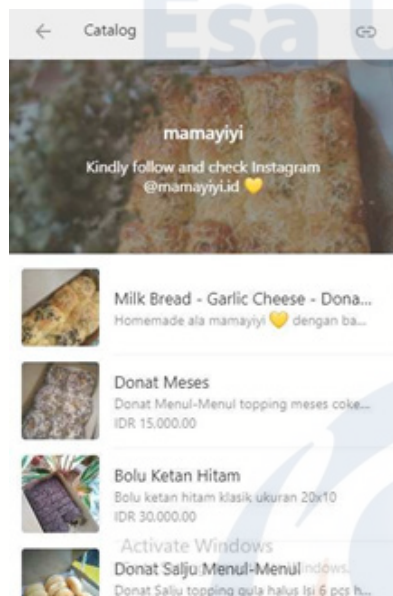 Esa U
Catalog
mamayiyi
Kindly follow and check Instagram
@mamayiyi.id 💛
Milk Bread - Garlic Cheese - Dona...
Homemade ala mamayiyi 💛 dengan ba...
Donat Meses
Donat Menul-Menul topping meses coke...
IDR 15,000.00
Bolu Ketan Hitam
Bolu ketan hitam klasik ukuran 20x10
IDR 30,000.00
Activate Windows
Donat Salju Menul-Menul
Windows.
Donat Salju topping gula halus Isi 6 pcs h...